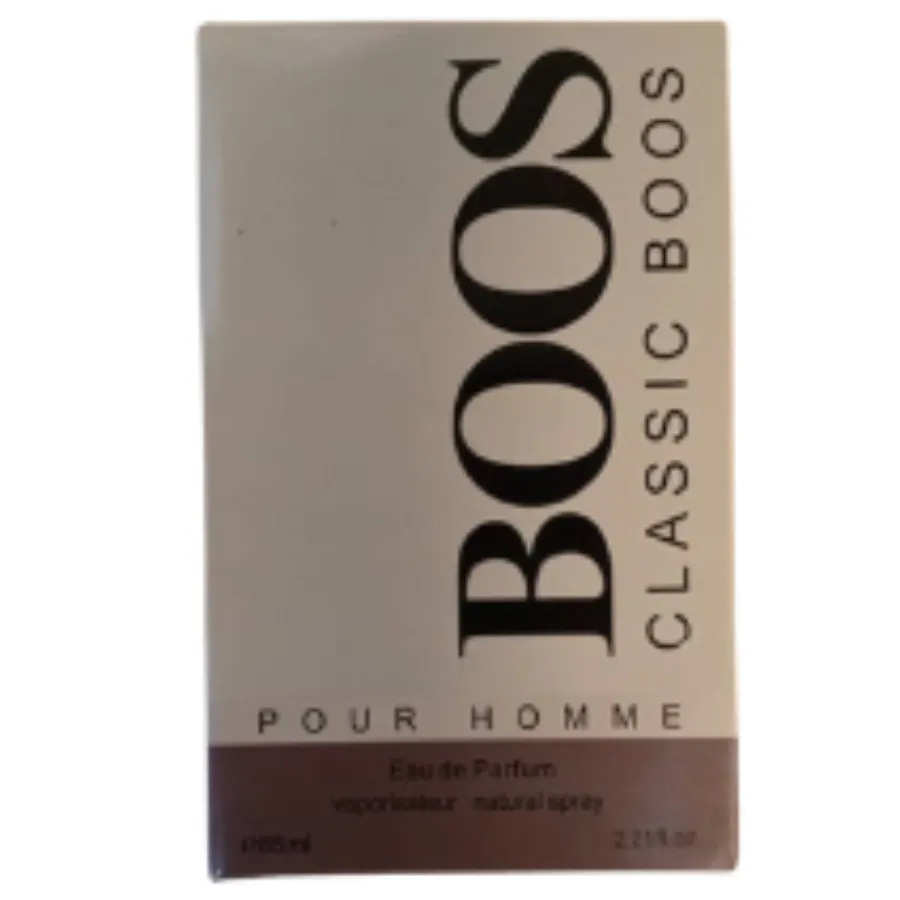 BOOS
CLASSIC BOOS
POUR HOMME
Eau de Parfum
vaporisateur natural spray